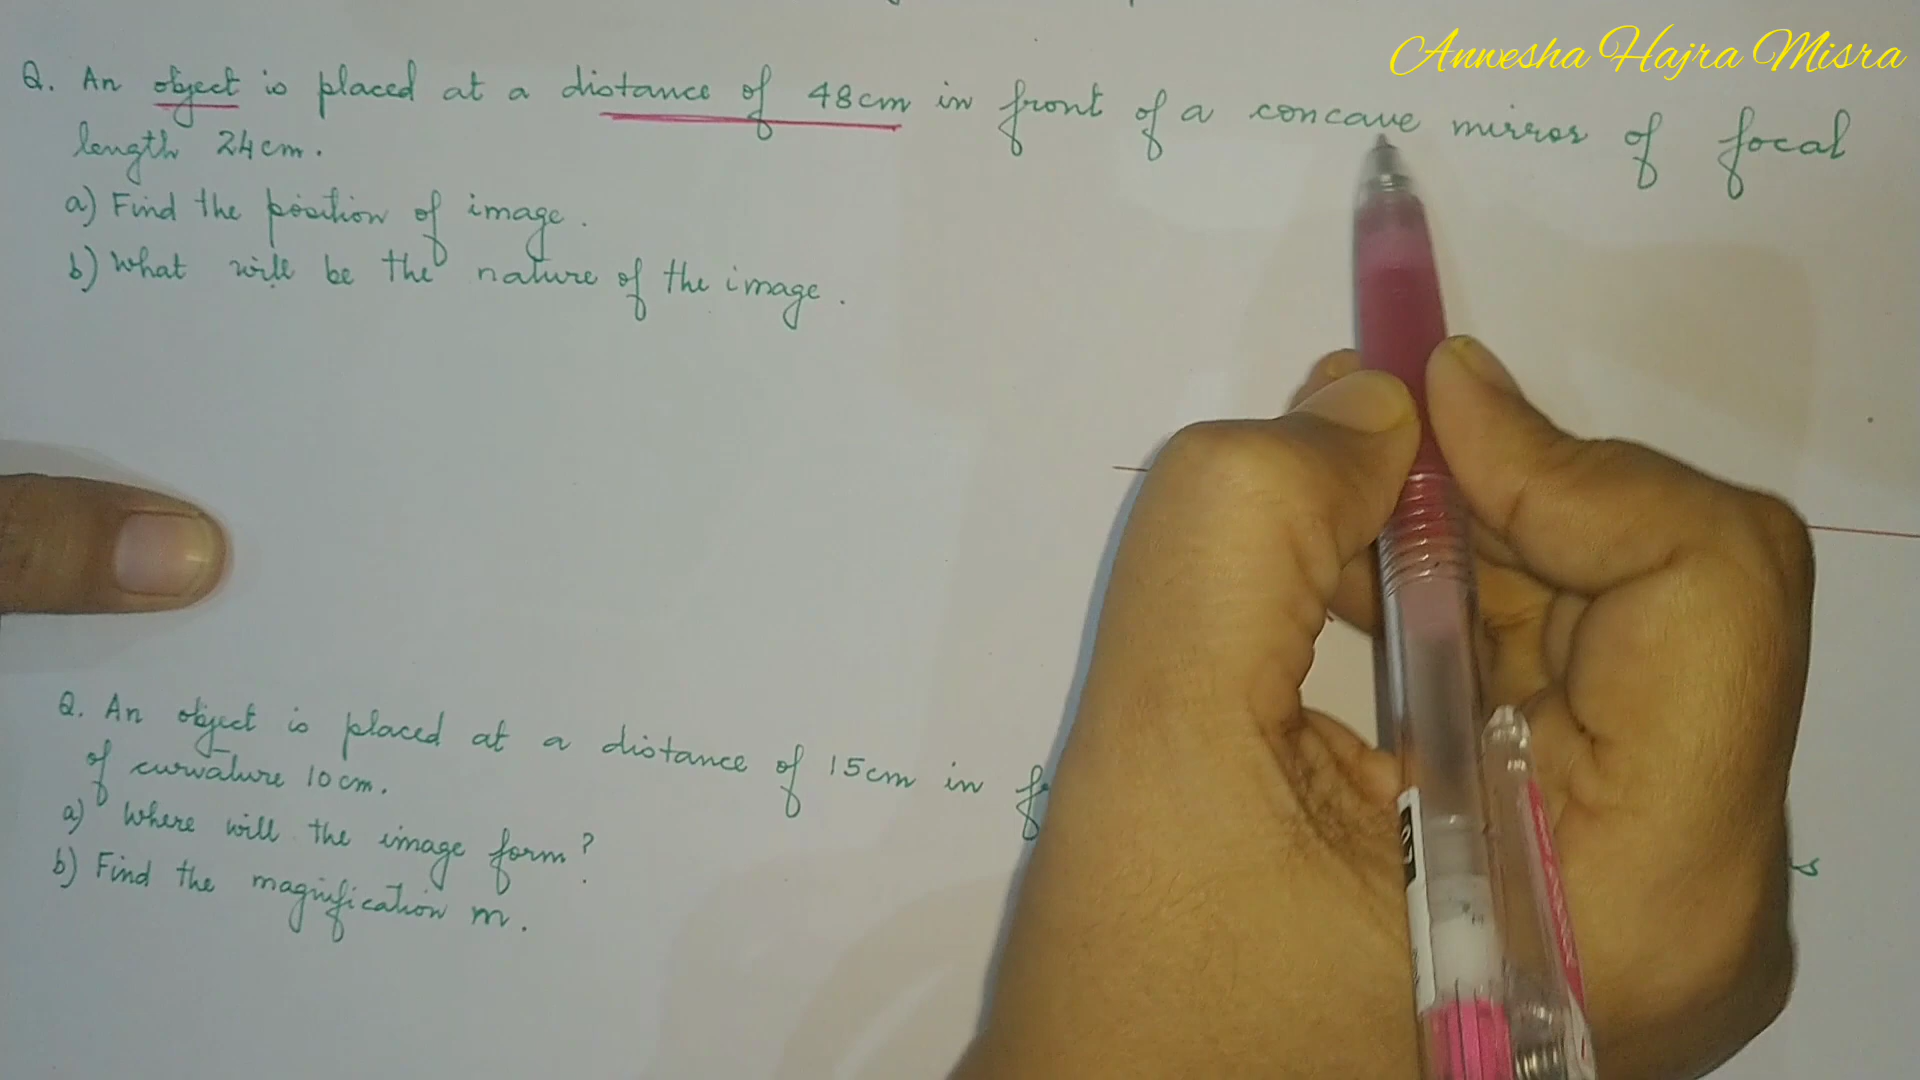 Anwesha Hajra Misra
Q. An object is placed at a distance of 48cm in front of a concave mirror of focal
length 24cm.
a) Find the position of image.
b) What will be the nature of the image.
Q. An object is placed at a distance of 15cm in
of curvature 10cm.
a) Where will the image form?
b) Find the magnification m.